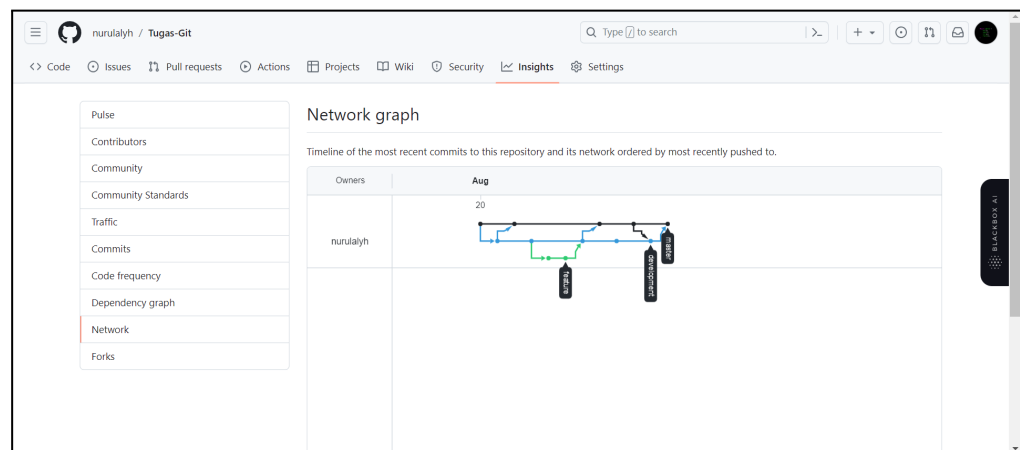 nurulalyh / Tugas-Git
Type / to search
Code Issues Pull requests Actions Projects Wiki Security Insights Settings
Pulse
Contributors
Community
Community Standards
Traffic
Commits
Code frequency
Dependency graph
Network
Forks
Network graph
Timeline of the most recent commits to this repository and its network ordered by most recently pushed to.
Owners
Aug
20
nurulalyh
feature
development
master
BLACKBOX AI